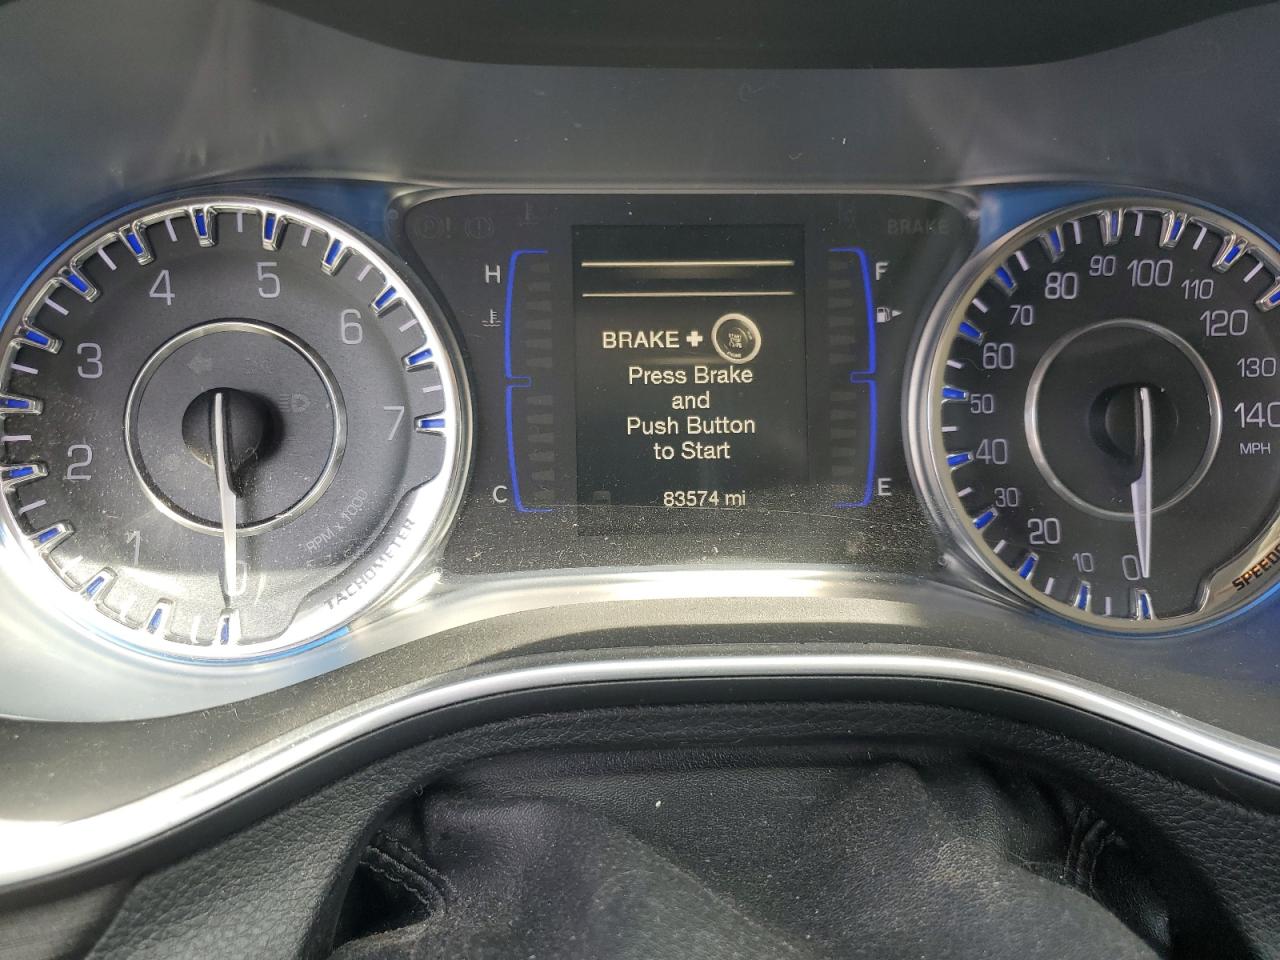 BRAKE
H
F
BRAKE +
Press Brake
and
Push Button
to Start
83574 mi
C
E
0
1
2
3
4
5
6
7
RPM x 1000
TACHOMETER
0
10
20
30
40
50
60
70
80
90
100
110
120
130
140
MPH